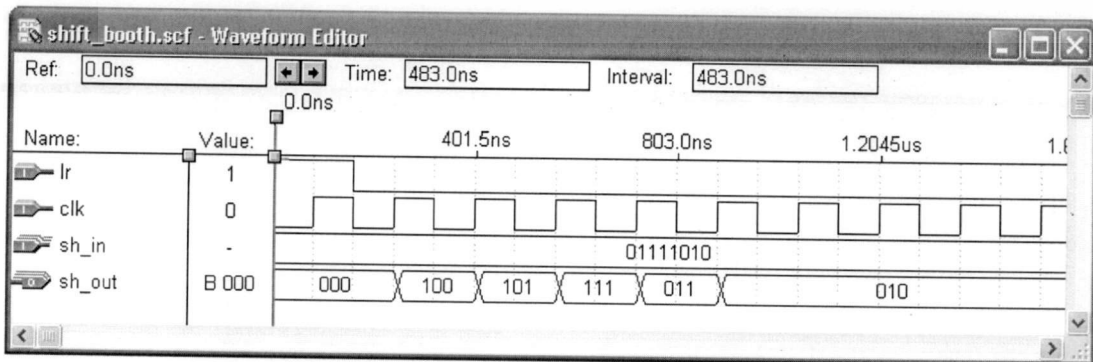 shift_booth.scf - Waveform Editor
Ref: 0.0ns Time: 483.0ns Interval: 483.0ns
0.0ns
Name: Value: 401.5ns 803.0ns 1.2045us
lr 1
clk 0
sh_in - 01111010
sh_out B 000 000 100 101 111 011 010